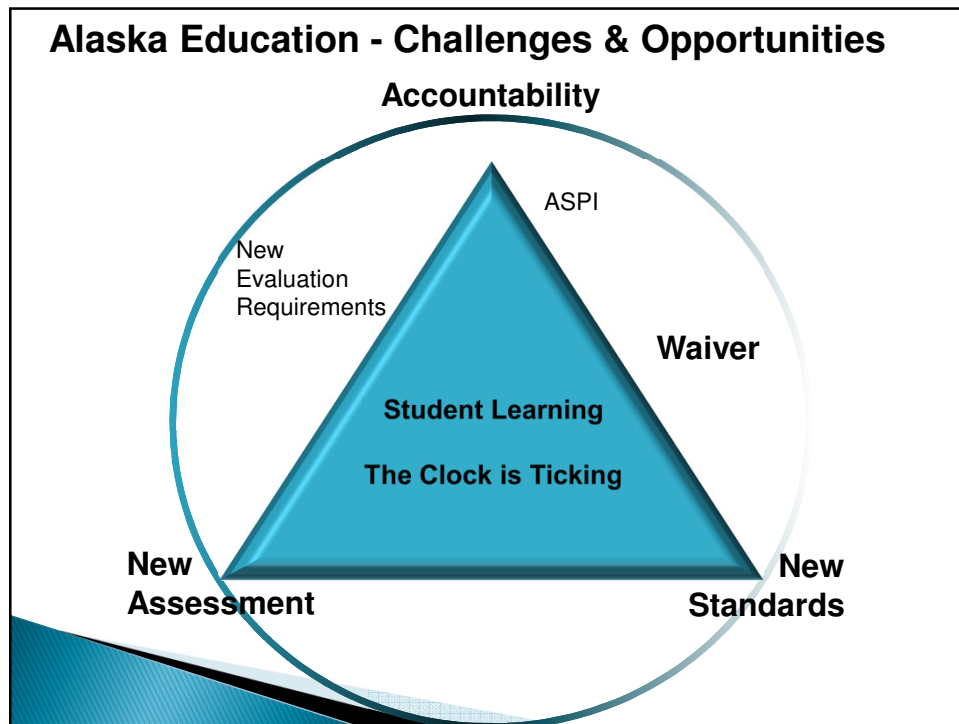 Alaska Education - Challenges & Opportunities
Accountability
ASPI
New
Evaluation
Requirements
Waiver
Student Learning
The Clock is Ticking
New
Assessment
New
Standards